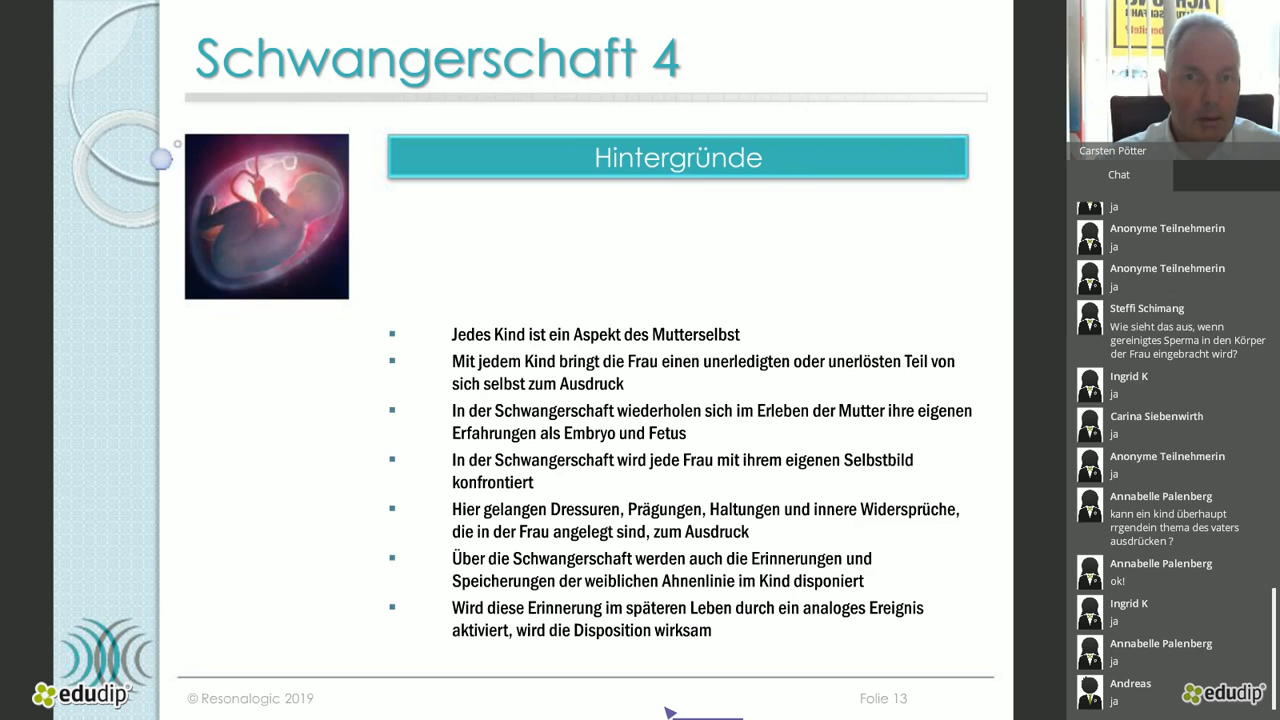 Schwangerschaft 4
Hintergründe
Jedes Kind ist ein Aspekt des Mutterselbst
Mit jedem Kind bringt die Frau einen unerledigten oder unerlösten Teil von
sich selbst zum Ausdruck
In der Schwangerschaft wiederholen sich im Erleben der Mutter ihre eigenen
Erfahrungen als Embryo und Fetus
In der Schwangerschaft wird jede Frau mit ihrem eigenen Selbstbild
konfrontiert
Hier gelangen Dressuren, Prägungen, Haltungen und innere Widersprüche,
die in der Frau angelegt sind, zum Ausdruck
Über die Schwangerschaft werden auch die Erinnerungen und
Speicherungen der weiblichen Ahnenlinie im Kind disponiert
Wird diese Erinnerung im späteren Leben durch ein analoges Ereignis
aktiviert, wird die Disposition wirksam
edudip
© Resonalogic 2019
Folie 13
Carsten Pötter
Chat
ja
Anonyme Teilnehmerin
ja
Anonyme Teilnehmerin
ja
Steffi Schimang
Wie sieht das aus, wenn
gereinigtes Sperma in den Körper
der Frau eingebracht wird?
Ingrid K
ja
Carina Siebenwirth
ja
Anonyme Teilnehmerin
ja
Annabelle Palenberg
kann ein kind überhaupt
rrgendein thema des vaters
ausdrücken ?
Annabelle Palenberg
ok!
Ingrid K
ja
Annabelle Palenberg
ja
Andreas
ja
edudip